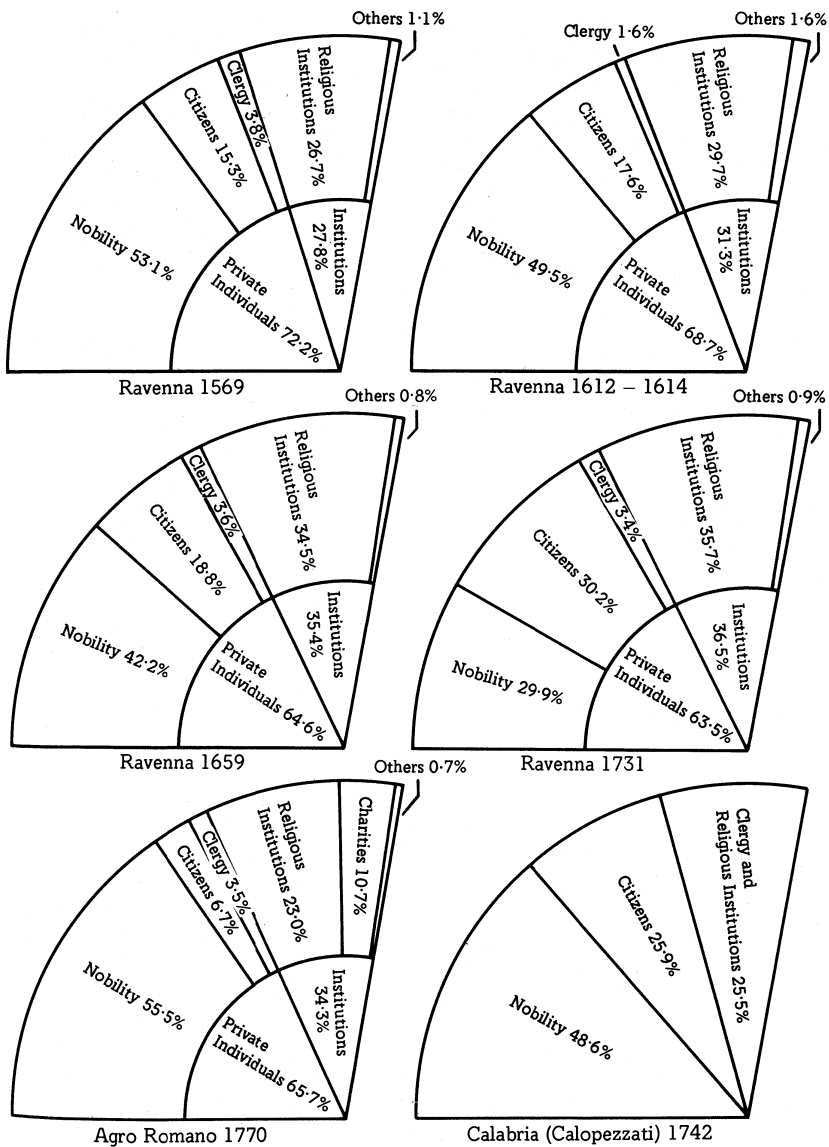 Others 1·1%
Religious
Institutions 26·7%
Clergy 3·8%
Citizens 15·3%
Nobility 53·1%
Institutions
27·8%
Private
Individuals 72·2%
Ravenna 1569
Others 1·6%
Clergy 1·6%
Religious
Institutions 29·7%
Citizens 17·6%
Nobility 49·5%
Institutions
31·3%
Private
Individuals 68·7%
Ravenna 1612 – 1614
Others 0·8%
Religious
Institutions 34·5%
Clergy 3·6%
Citizens 18·8%
Nobility 42·2%
Institutions
35·4%
Private
Individuals 64·6%
Ravenna 1659
Others 0·9%
Religious
Institutions 35·7%
Clergy 3·4%
Citizens 30·2%
Nobility 29·9%
Institutions
36·5%
Private
Individuals 63·5%
Ravenna 1731
Others 0·7%
Charities 10·7%
Religious
Institutions 23·0%
Clergy 3·5%
Citizens 6·7%
Nobility 55·5%
Institutions
34·3%
Private
Individuals 65·7%
Agro Romano 1770
Clergy and
Religious Institutions 25·5%
Citizens 25·9%
Nobility 48·6%
Calabria (Calopezzati) 1742